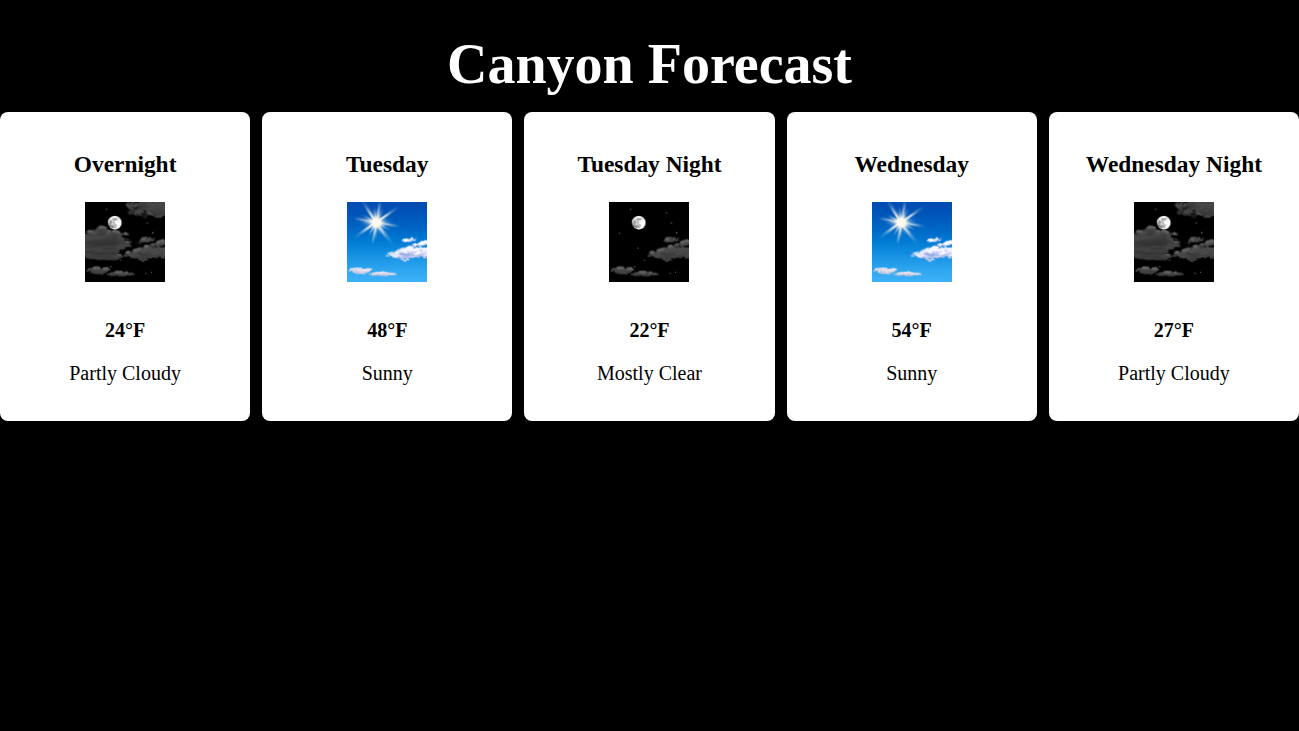 Canyon Forecast
Overnight
24°F
Partly Cloudy
Tuesday
48°F
Sunny
Tuesday Night
22°F
Mostly Clear
Wednesday
54°F
Sunny
Wednesday Night
27°F
Partly Cloudy